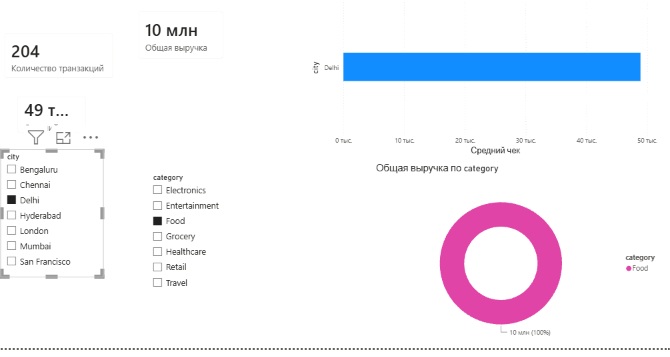 204
Количество транзакций
10 млн
Общая выручка
49 т...
city
Bengaluru
Chennai
Delhi
Hyderabad
London
Mumbai
San Francisco
category
Electronics
Entertainment
Food
Grocery
Healthcare
Retail
Travel
city
Delhi
0 тыс.
10 тыс.
20 тыс.
30 тыс.
40 тыс.
50 тыс.
Средний чек
Общая выручка по category
category
Food
10 млн (100%)